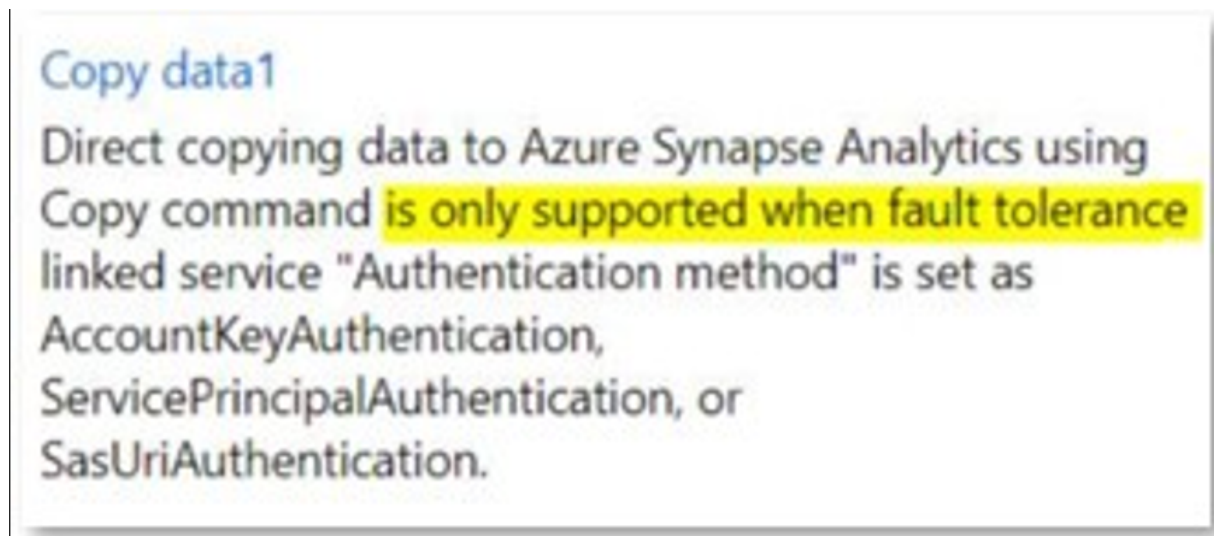 Copy data1
Direct copying data to Azure Synapse Analytics using
Copy command is only supported when fault tolerance
linked service "Authentication method" is set as
AccountKeyAuthentication,
ServicePrincipalAuthentication, or
SasUriAuthentication.